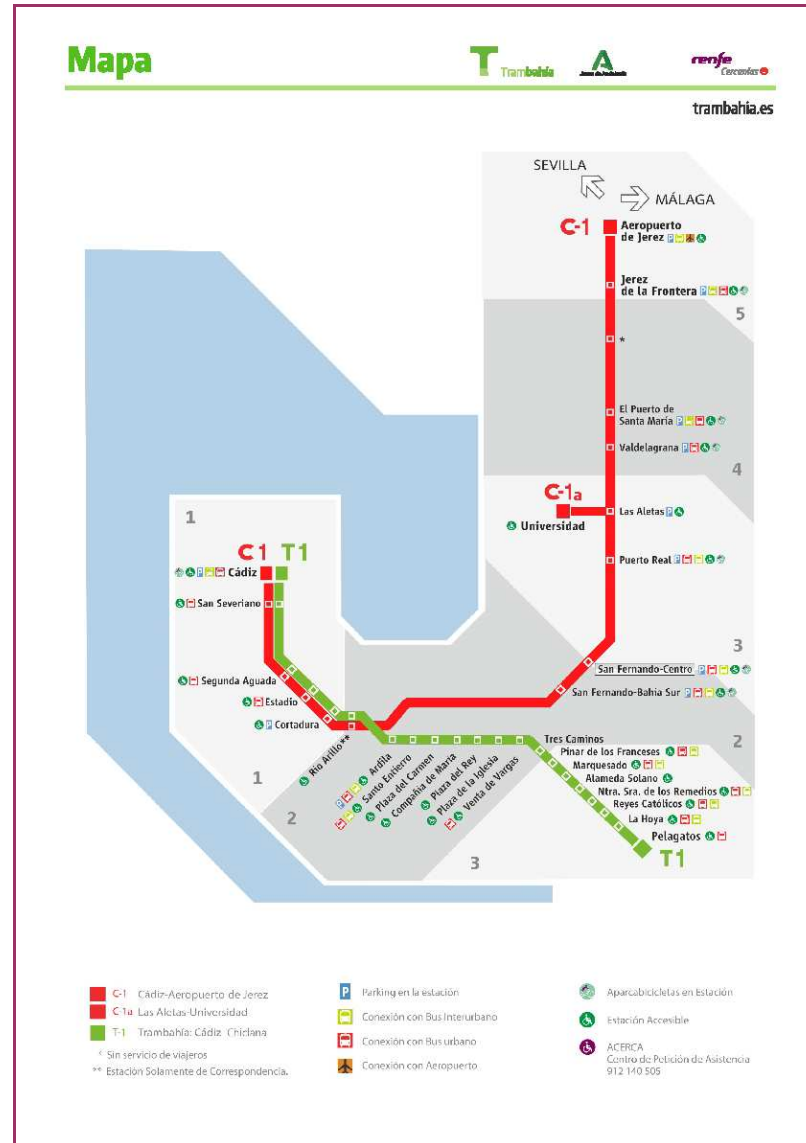 Mapa
Trambahía
Junta de Andalucía
renfe
Cercanías
trambahia.es
SEVILLA
MÁLAGA
C-1
Aeropuerto
de Jerez
Jerez
de la Frontera
5
*
El Puerto de
Santa María
Valdelagrana
4
C-1a
Las Aletas
Universidad
1
C1 T1
Cádiz
Puerto Real
San Severiano
3
San Fernando-Centro
Segunda Aguada
San Fernando-Bahia Sur
Estadio
Cortadura
Río Arillo**
Ardila
Santo Entierro
Plaza del Carmen
Compañía de María
Plaza del Rey
Plaza de la Iglesia
Venta de Vargas
Tres Caminos
2
Pinar de los Franceses
Marquesado
Alameda Solano
Ntra. Sra. de los Remedios
Reyes Católicos
La Hoya
Pelagatos
T1
1
2
3
C-1 Cádiz-Aeropuerto de Jerez
C-1a Las Aletas-Universidad
T-1 Trambahía: Cádiz Chiclana
* Sin servicio de viajeros
** Estación Solamente de Correspondencia.
P Parking en la estación
Conexión con Bus Interurbano
Conexión con Bus urbano
Conexión con Aeropuerto
Aparcabicicletas en Estación
Estación Accesible
ACERCA
Centro de Petición de Asistencia
912 140 505